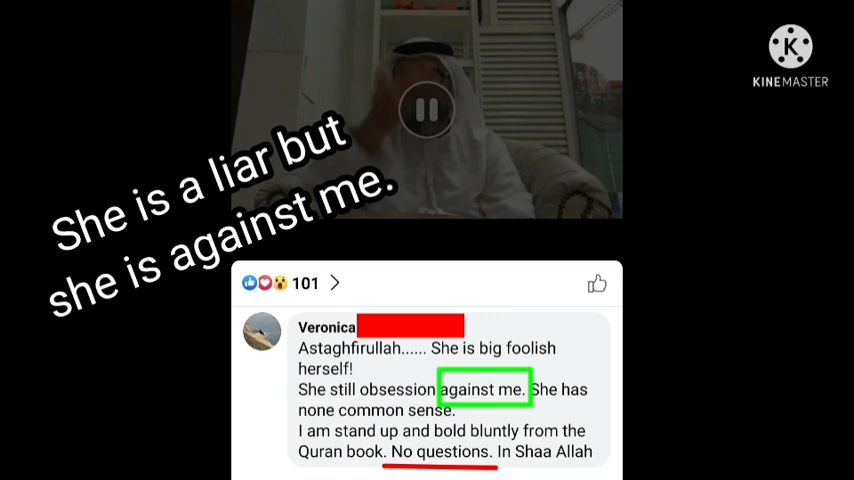 KINEMASTER
She is a liar but
she is against me.
101
Veronica
Astaghfirullah...... She is big foolish
herself!
She still obsession against me. She has
none common sense.
I am stand up and bold bluntly from the
Quran book. No questions. In Shaa Allah